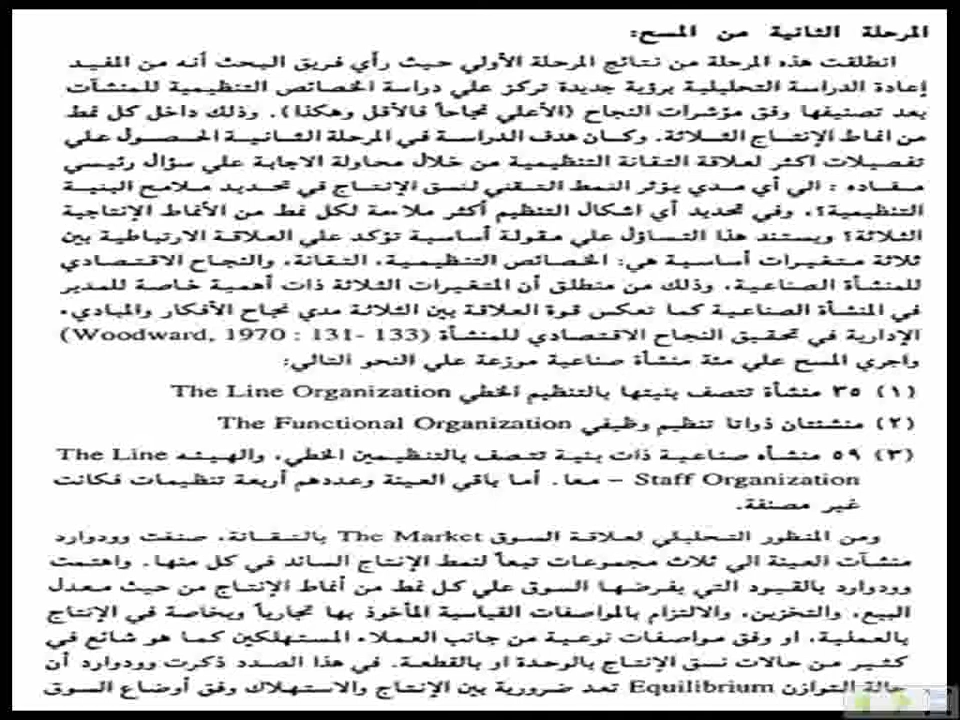 المرحلة الثانية من المسح:
انطلقت هذه المرحلة من نتائج المرحلة الأولي حيث رأي فريق البحث أنه من المفيد
إعادة الدراسة التحليلية برؤية جديدة تركز علي دراسة الخصائص التنظيمية للمنشآت
بعد تصنيفها وفق مؤشرات النجاح (الأعلي نجاحاً فالأقل وهكذا). وذلك داخل كل نمط
من انماط الإنتاج الثلاثة. وكان هدف الدراسة في المرحلة الثانية الحصول علي
تفصيلات اكثر لعلاقة التقانة التنظيمية من خلال محاولة الاجابة علي سؤال رئيسي
مفاده : الي أي مدي يؤثر النمط التقني لنسق الإنتاج في تحديد ملامح البنية
التنظيمية؟، وفي تحديد أي اشكال التنظيم أكثر ملاءمة لكل نمط من الأنماط الإنتاجية
الثلاثة؟ ويستند هذا التساؤل علي مقولة أساسية تؤكد علي العلاقة الارتباطية بين
ثلاثة متغيرات أساسية هي: الخصائص التنظيمية، التقانة، والنجاح الاقتصادي
للمنشأة الصناعية، وذلك من منطلق أن المتغيرات الثلاثة ذات أهمية خاصة للمدير
في المنشأة الصناعية كما تعكس قوة العلاقة بين الثلاثة مدي نجاح الأفكار والمبادي،
الإدارية في تحقيق النجاح الاقتصادي للمنشأة (Woodward, 1970 : 131- 133)
واجري المسح علي مئة منشأة صناعية موزعة علي النحو التالي:
(١) ٣٥ منشأة تتصف بنيتها بالتنظيم الخطي The Line Organization
(٢) منشئتان ذواتا تنظيم وظيفي The Functional Organization
(٣) ٥٩ منشأه صناعية ذات بنية تتصف بالتنظيمين الخطي، والهيئه The Line
Staff Organization – معا. أما باقي العينة وعددهم أربعة تنظيمات فكانت
غير مصنفة.
ومن المنظور التحليلي لعلاقة السوق The Market بالتقانة، صنفت وودوارد
منشآت العينة الي ثلاث مجموعات تبعاً لنمط الإنتاج السائد في كل منها. واهتمت
وودوارد بالقيود التي يفرضها السوق علي كل نمط من أنماط الإنتاج من حيث معدل
البيع، والتخزين، والالتزام بالمواصفات القياسية المأخوذ بها تجارياً وبخاصة في الإنتاج
بالعملية، او وفق مواصفات نوعية من جانب العملاء المستهلكين كما هو شائع في
كثير من حالات نسق الإنتاج بالوحدة او بالقطعة. في هذا الصدد ذكرت وودوارد أن
حالة التوازن Equilibrium تعد ضرورية بين الإنتاج والاستهلاك وفق أوضاع السوق